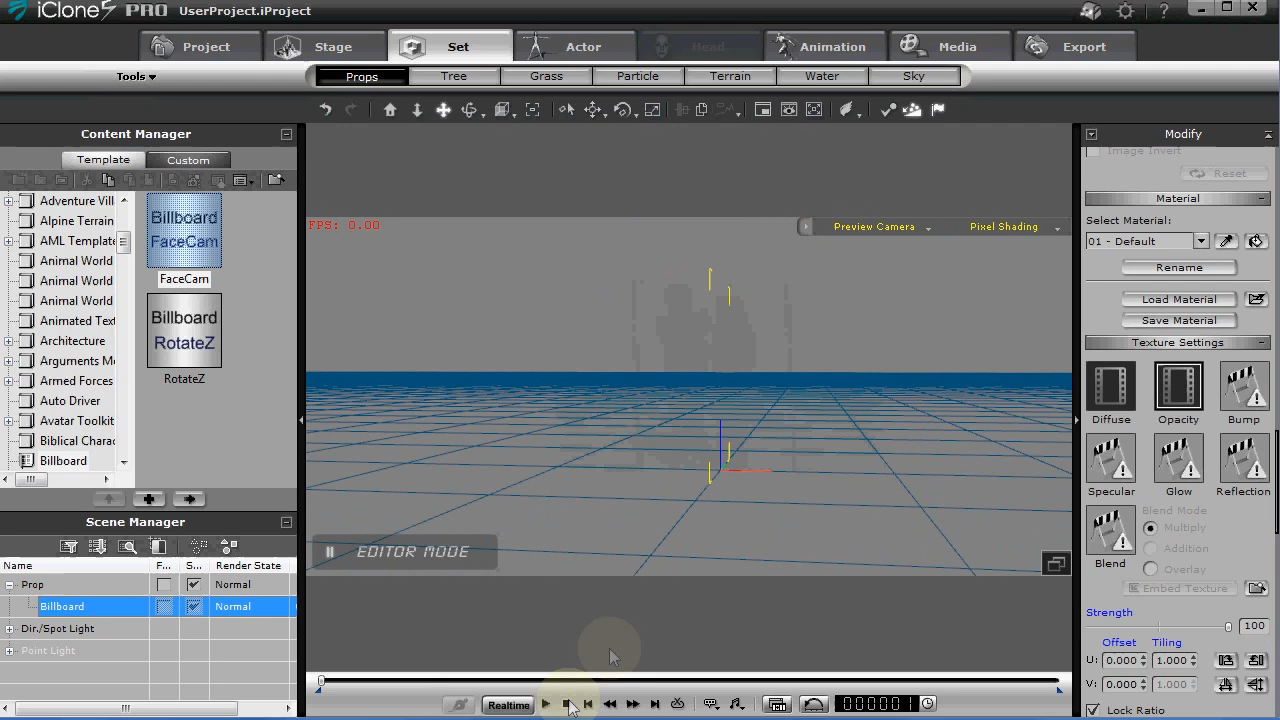 iClone5 PRO UserProject.iProject
Project Stage Set Actor Head Animation Media Export
Tools
Props Tree Grass Particle Terrain Water Sky
Content Manager
Template Custom
Adventure Vill
Alpine Terrain
AML Template
Animal World
Animal World
Animal World
Animated Text
Architecture
Arguments Mo
Armed Forces
Auto Driver
Avatar Toolkit
Biblical Charac
Billboard
Billboard
FaceCam
FaceCam
Billboard
RotateZ
RotateZ
Scene Manager
Name F... S... Render State
Prop Normal
Billboard Normal
Dir./Spot Light
Point Light
FPS: 0.00
Preview Camera Pixel Shading
EDITOR MODE
Realtime
000001
Modify
Image Invert
Reset
Material
Select Material:
01 - Default
Rename
Load Material
Save Material
Texture Settings
Diffuse Opacity Bump
Specular Glow Reflection
Blend
Blend Mode
Multiply
Addition
Overlay
Embed Texture
Strength
100
Offset Tiling
U: 0.000 1.000
V: 0.000 1.000
Lock Ratio